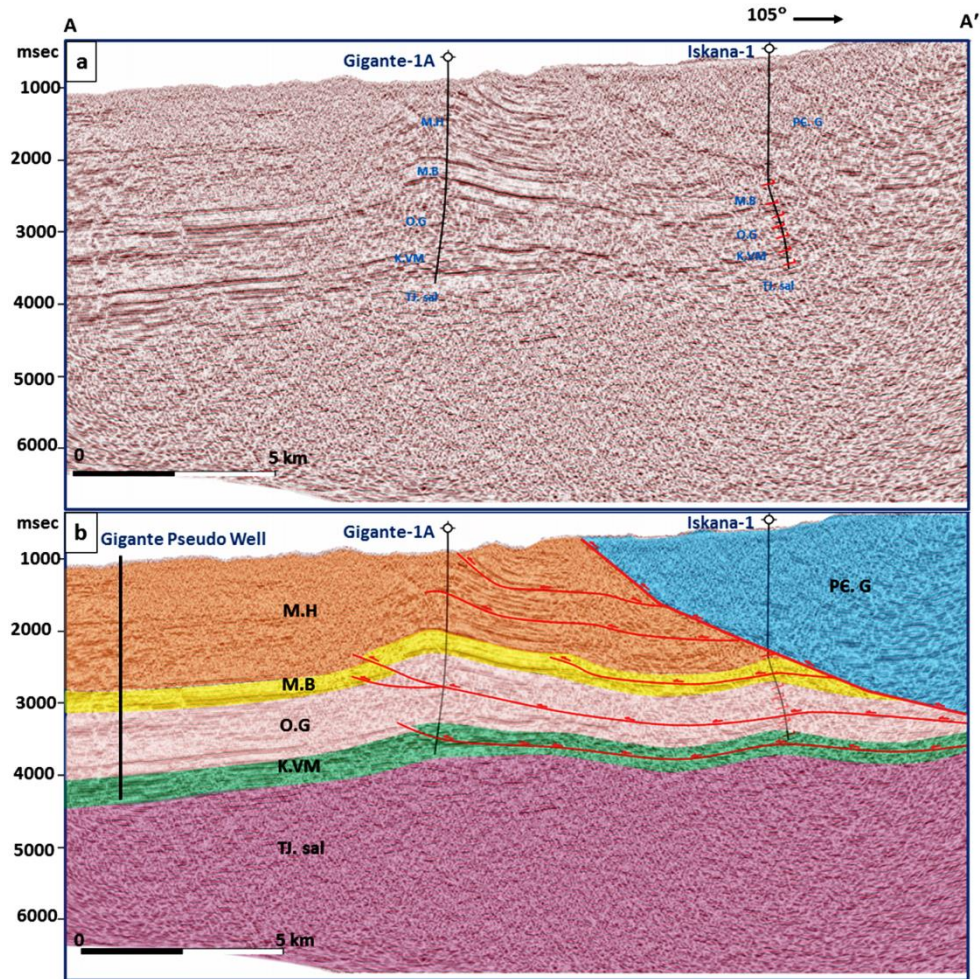 105°
A
A'
msec
a
Gigante-1A
Iskana-1
1000
M.H
PЄ. G
2000
M.B
M.B
O.G
3000
O.G
K.VM
K.VM
TJ. sal
TJ. sal
4000
5000
6000
0
5 km
msec
b
Gigante Pseudo Well
Gigante-1A
Iskana-1
1000
PЄ. G
M.H
2000
M.B
3000
O.G
K.VM
4000
TJ. sal
5000
6000
0
5 km